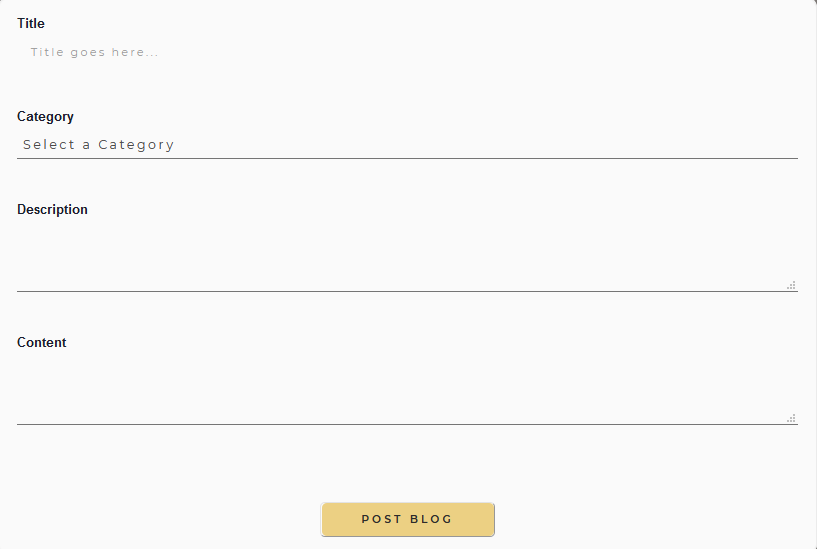 Title
Title goes here...
Category
Select a Category
Description
Content
POST BLOG